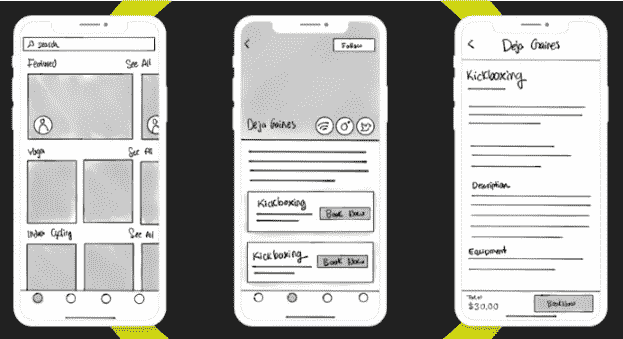 search
Featured See All
Yoga See All
Indoor Cycling See All
Follow
Deja Gaines
Kickboxing
Book Now
Kickboxing
Book Now
Deja Gaines
Kickboxing
Description
Equipment
Total
$30.00
Book Now